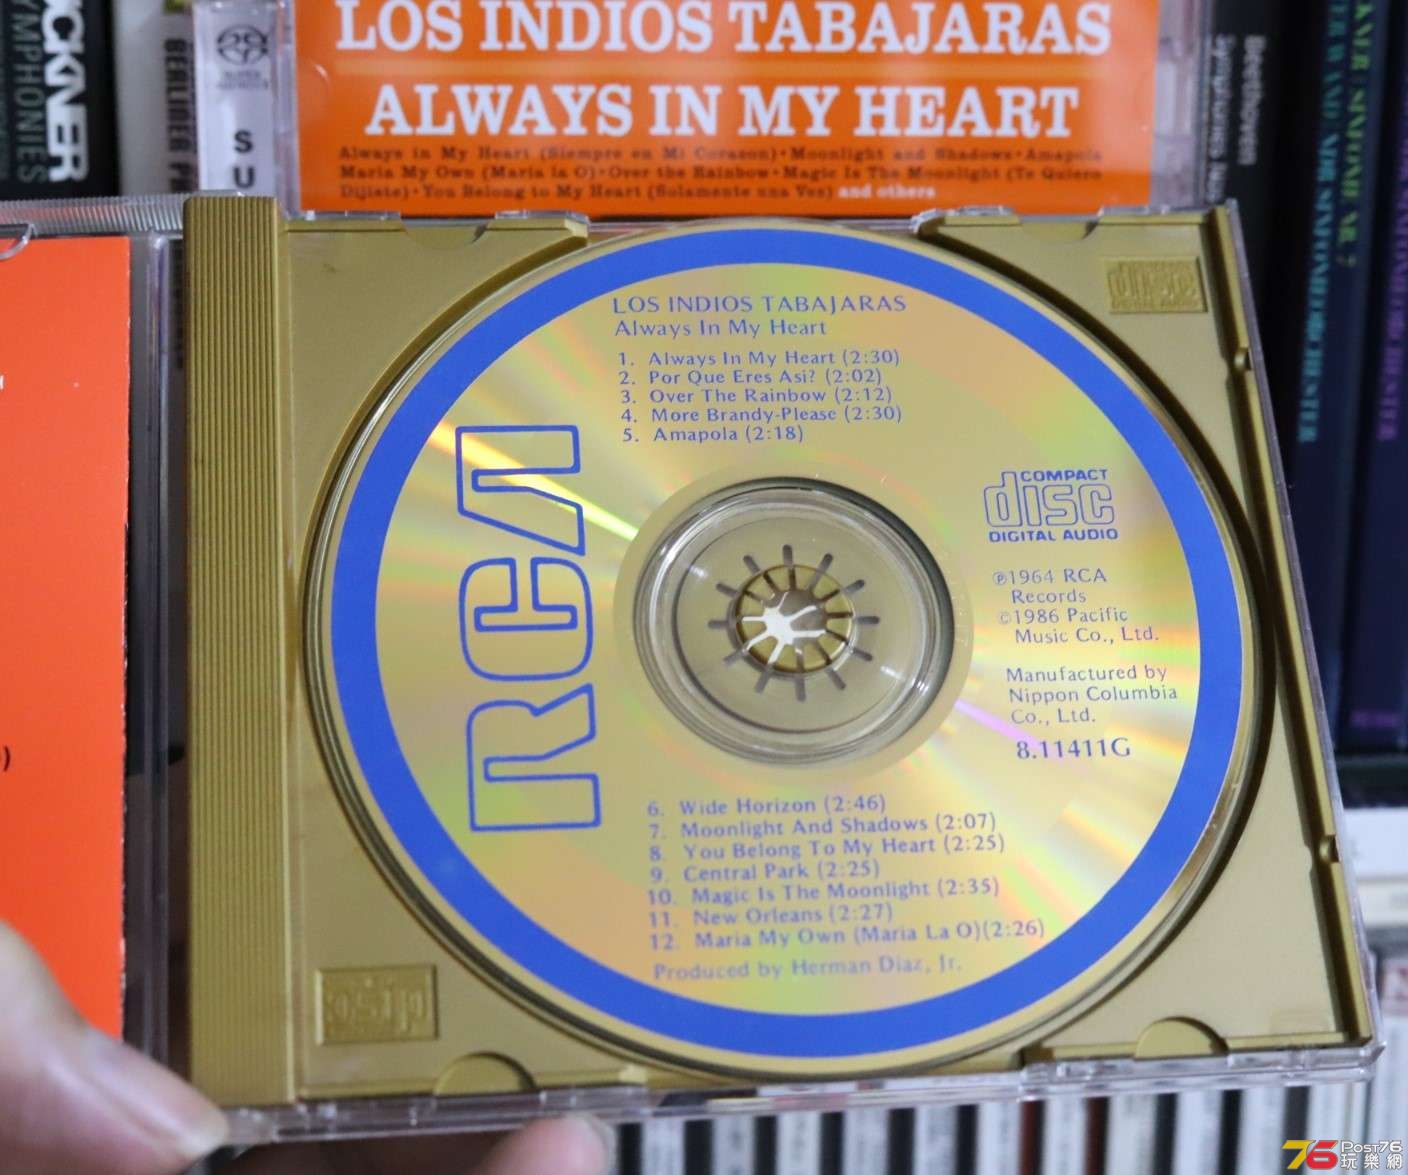 LOS INDIOS TABAJARAS
ALWAYS IN MY HEART
Always in My Heart (Siempre en Mi Corazon)•Moonlight and Shadows•Amapola
Maria My Own (Maria la O)•Over the Rainbow•Magic Is The Moonlight (Te Quiero
Dijiste)•You Belong to My Heart (Solamente una Vez) and others
CKNER
YMPHONIES
BERLINER
SUPER
S
U
Beethoven
LOS INDIOS TABAJARAS
Always In My Heart
1. Always In My Heart (2:30)
2. Por Que Eres Asi? (2:02)
3. Over The Rainbow (2:12)
4. More Brandy-Please (2:30)
5. Amapola (2:18)
RCA
COMPACT
disc
DIGITAL AUDIO
℗1964 RCA
Records
©1986 Pacific
Music Co., Ltd.
Manufactured by
Nippon Columbia
Co., Ltd.
8.11411G
6. Wide Horizon (2:46)
7. Moonlight And Shadows (2:07)
8. You Belong To My Heart (2:25)
9. Central Park (2:25)
10. Magic Is The Moonlight (2:35)
11. New Orleans (2:27)
12. Maria My Own (Maria La O)(2:26)
Produced by Herman Diaz, Jr.
disc
disc
76 POST76
玩樂網